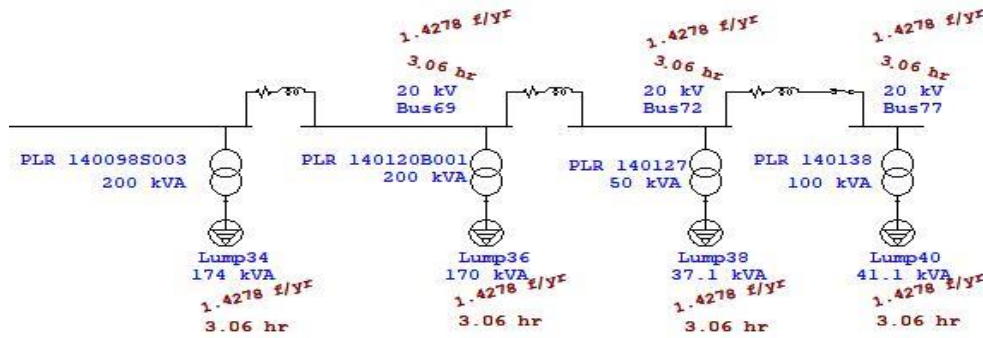 1.4278 f/yr
3.06 hr
20 kV
Bus69
1.4278 f/yr
3.06 hr
20 kV
Bus72
1.4278 f/yr
3.06 hr
20 kV
Bus77
PLR 140098S003
200 kVA
PLR 140120B001
200 kVA
PLR 140127
50 kVA
PLR 140138
100 kVA
Lump34
174 kVA
1.4278 f/yr
3.06 hr
Lump36
170 kVA
1.4278 f/yr
3.06 hr
Lump38
37.1 kVA
1.4278 f/yr
3.06 hr
Lump40
41.1 kVA
1.4278 f/yr
3.06 hr